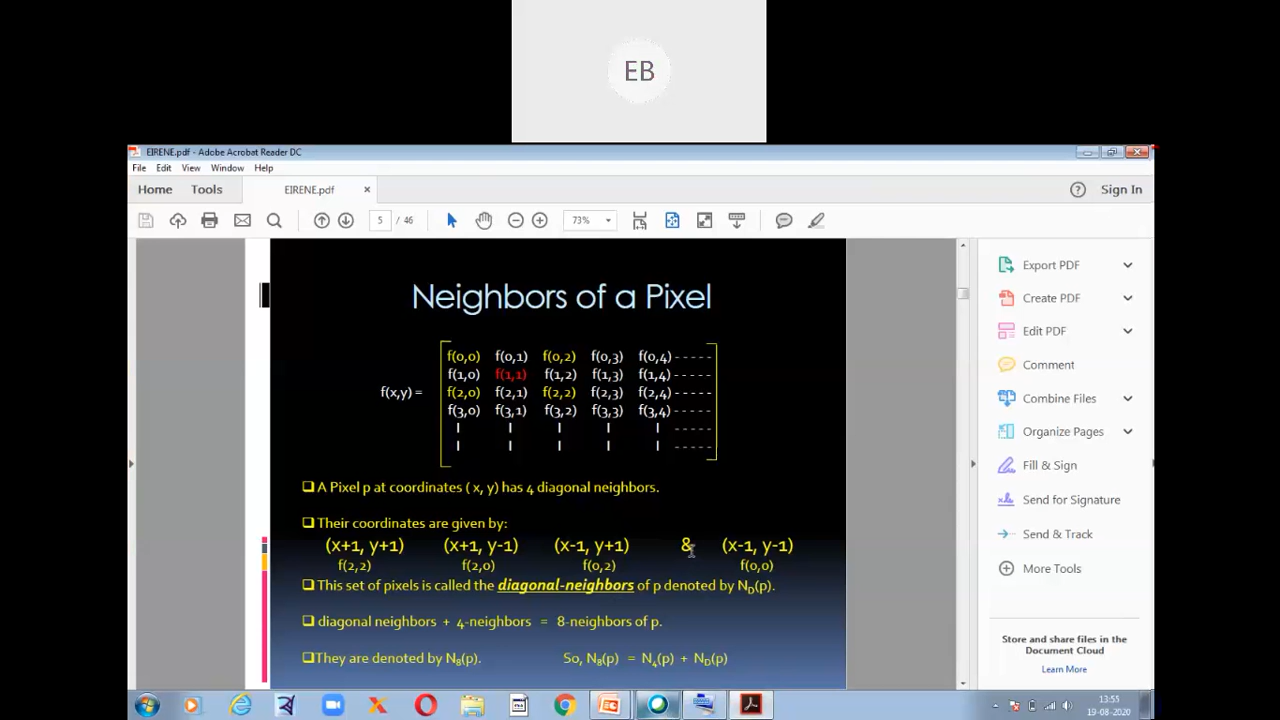 EB
EIRENE.pdf - Adobe Acrobat Reader DC
File Edit View Window Help
Home Tools EIRENE.pdf × ? Sign In
5 / 46 73%
Neighbors of a Pixel
f(0,0) f(0,1) f(0,2) f(0,3) f(0,4) - - - - -
f(1,0) f(1,1) f(1,2) f(1,3) f(1,4) - - - - -
f(x,y) = f(2,0) f(2,1) f(2,2) f(2,3) f(2,4) - - - - -
f(3,0) f(3,1) f(3,2) f(3,3) f(3,4) - - - - -
| | | | | - - - - -
| | | | | - - - - -
❑ A Pixel p at coordinates ( x, y) has 4 diagonal neighbors.
❑ Their coordinates are given by:
(x+1, y+1) (x+1, y-1) (x-1, y+1) & (x-1, y-1)
f(2,2) f(2,0) f(0,2) f(0,0)
❑ This set of pixels is called the diagonal-neighbors of p denoted by ND(p).
❑ diagonal neighbors + 4-neighbors = 8-neighbors of p.
❑ They are denoted by N8(p). So, N8(p) = N4(p) + ND(p)
Export PDF
Create PDF
Edit PDF
Comment
Combine Files
Organize Pages
Fill & Sign
Send for Signature
Send & Track
More Tools
Store and share files in the
Document Cloud
Learn More
13:55
19-08-2020